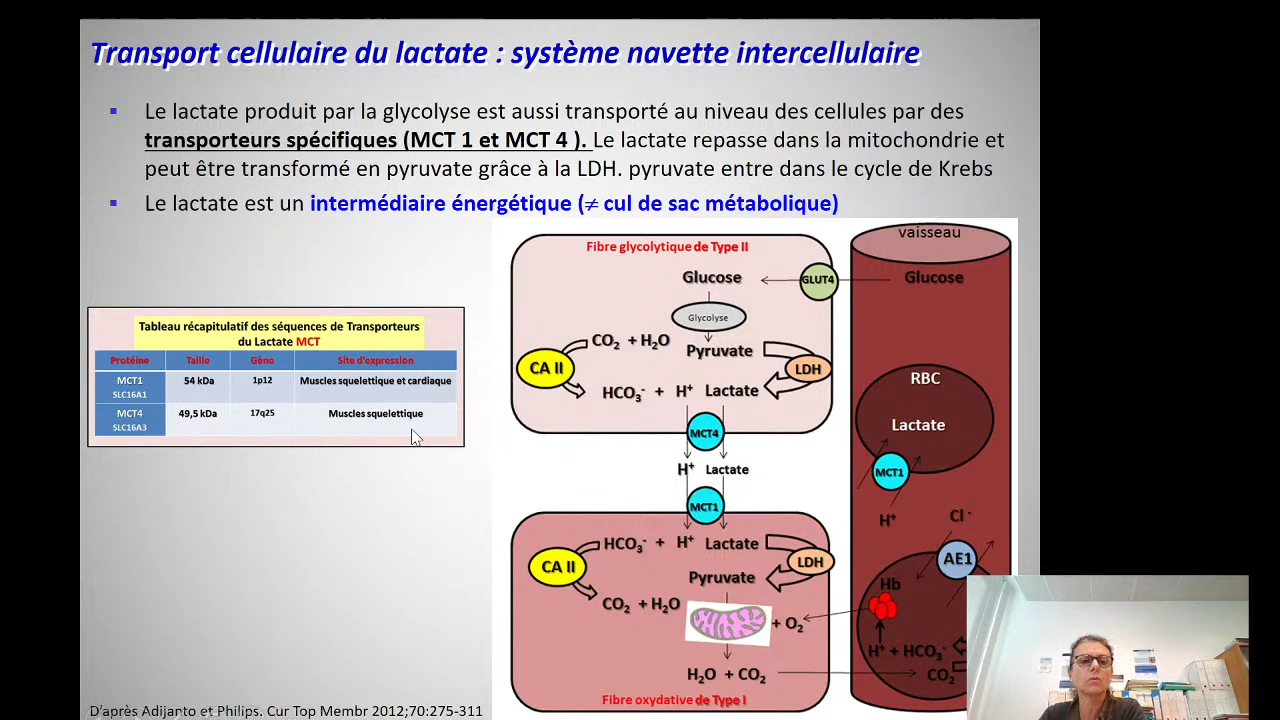 Transport cellulaire du lactate : système navette intercellulaire
▪ Le lactate produit par la glycolyse est aussi transporté au niveau des cellules par des
transporteurs spécifiques (MCT 1 et MCT 4 ). Le lactate repasse dans la mitochondrie et
peut être transformé en pyruvate grâce à la LDH. pyruvate entre dans le cycle de Krebs
▪ Le lactate est un intermédiaire énergétique (≠ cul de sac métabolique)
Tableau récapitulatif des séquences de Transporteurs
du Lactate MCT
Protéine Taille Gène Site d'expression
MCT1 54 kDa 1p12 Muscles squelettique et cardiaque
SLC16A1
MCT4 49,5 kDa 17q25 Muscles squelettique
SLC16A3
Fibre glycolytique de Type II
Glucose
GLUT4
Glycolyse
CO₂ + H₂O
Pyruvate
CA II
LDH
HCO₃⁻ + H⁺ Lactate
MCT4
H⁺ Lactate
MCT1
HCO₃⁻ + H⁺ Lactate
CA II
LDH
Pyruvate
CO₂ + H₂O
+ O₂
H₂O + CO₂
Fibre oxydative de Type I
vaisseau
Glucose
RBC
Lactate
MCT1
H⁺
Cl⁻
AE1
Hb
H⁺ + HCO₃⁻
CO₂
D'après Adijanto et Philips. Cur Top Membr 2012;70:275-311